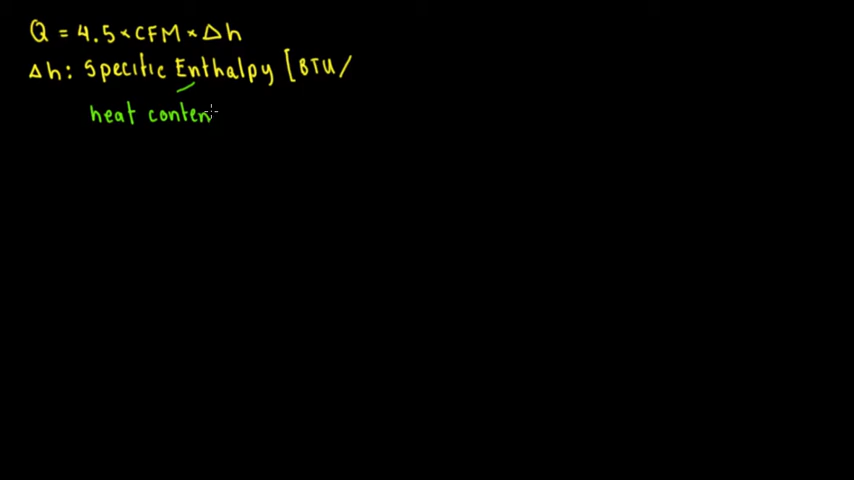 Q = 4.5 × CFM × Δh
Δh: Specific Enthalpy [BTU/
heat conten